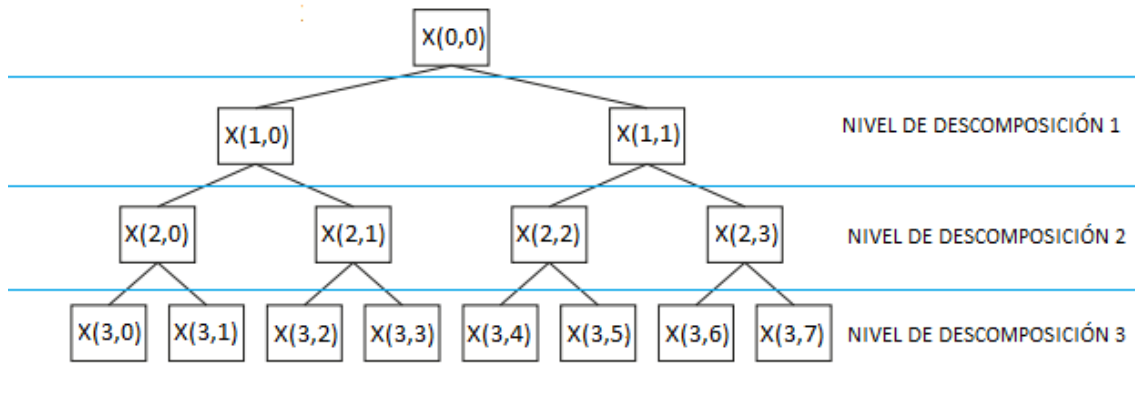 X(0,0)
X(1,0) X(1,1) NIVEL DE DESCOMPOSICIÓN 1
X(2,0) X(2,1) X(2,2) X(2,3) NIVEL DE DESCOMPOSICIÓN 2
X(3,0) X(3,1) X(3,2) X(3,3) X(3,4) X(3,5) X(3,6) X(3,7) NIVEL DE DESCOMPOSICIÓN 3